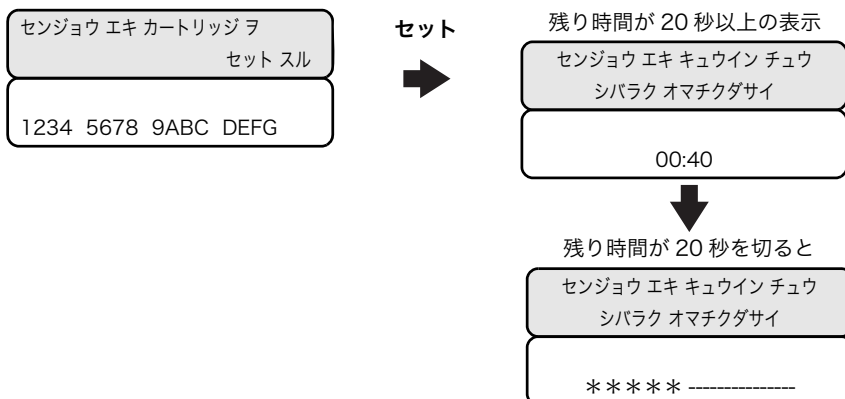 センジョウ エキ カートリッジ ヲ
セット スル
1234 5678 9ABC DEFG
セット
残り時間が 20 秒以上の表示
センジョウ エキ キュウイン チュウ
シバラク オマチクダサイ
00:40
残り時間が 20 秒を切ると
センジョウ エキ キュウイン チュウ
シバラク オマチクダサイ
＊＊＊＊＊ ---------------